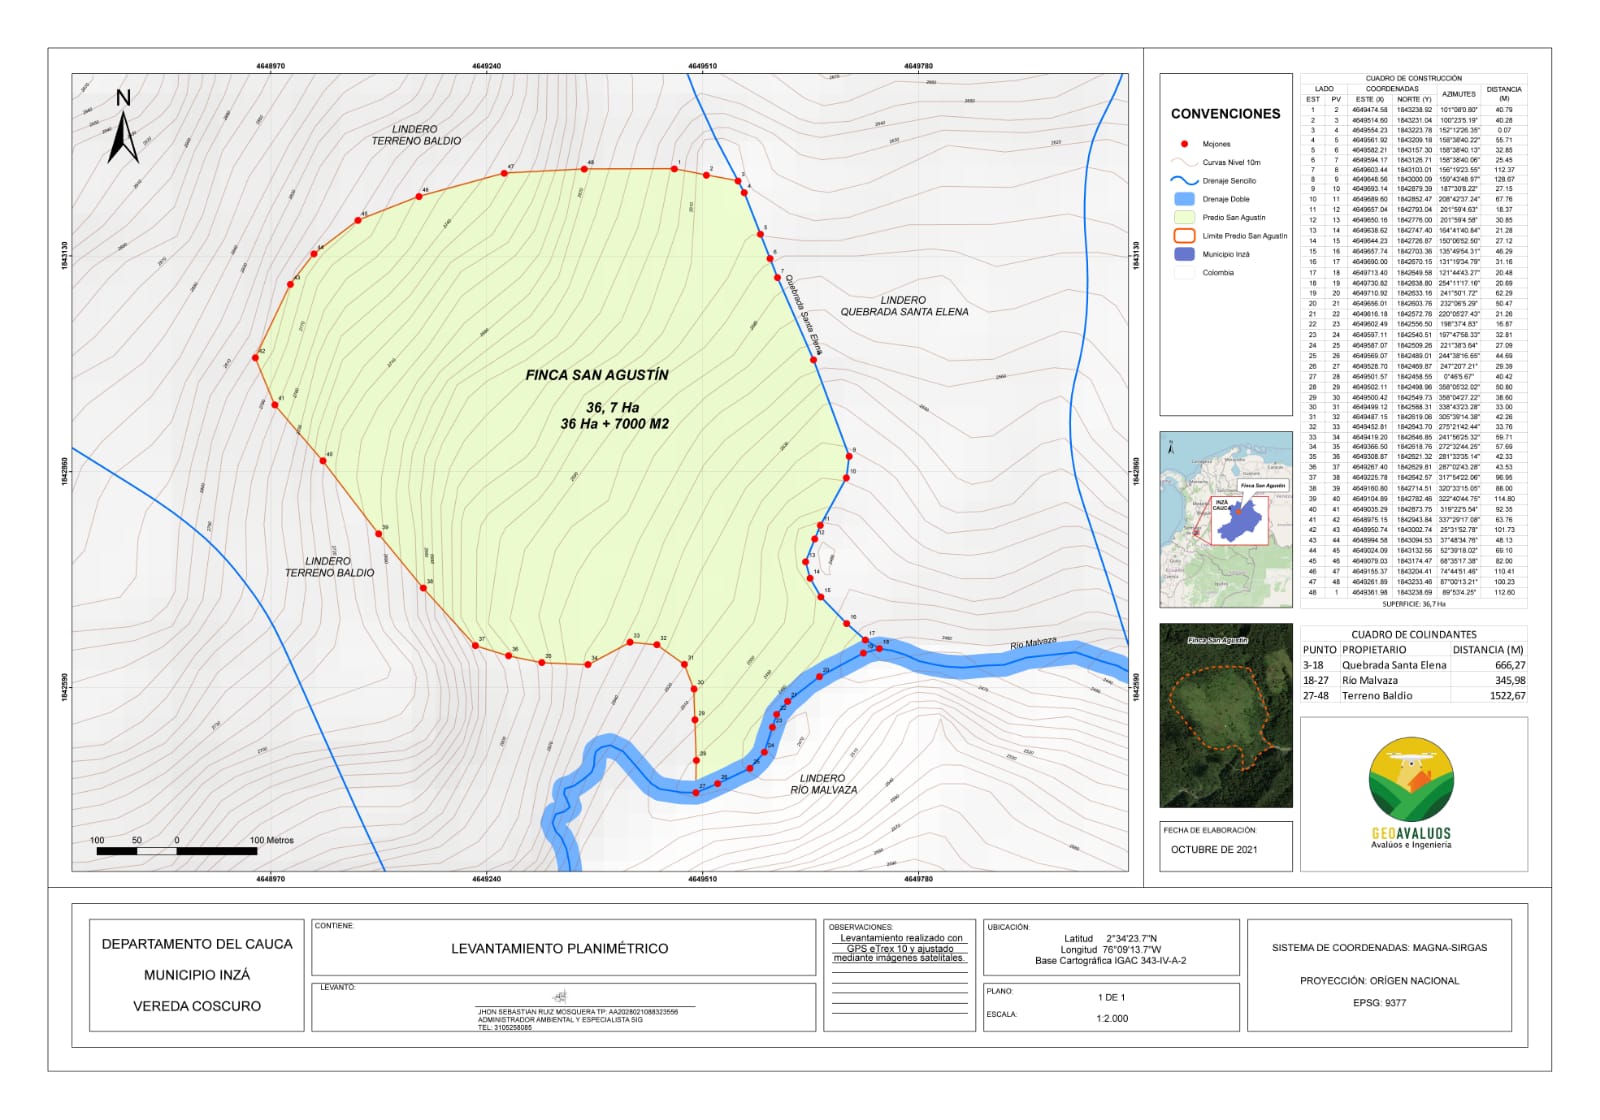 4648970 4649240 4649510 4649780
N
LINDERO
TERRENO BALDIO
LINDERO
QUEBRADA SANTA ELENA
Quebrada Santa Elena
FINCA SAN AGUSTÍN
36, 7 Ha
36 Ha + 7000 M2
LINDERO
TERRENO BALDIO
Río Malvaza
LINDERO
RÍO MALVAZA
1843130
1842860
1842590
1843130
1842860
1842590
100 50 0 100 Metros
4648970 4649240 4649510 4649780
CONVENCIONES
Mojones
Curvas Nivel 10m
Drenaje Sencillo
Drenaje Doble
Predio San Agustín
Límite Predio San Agustín
Municipio Inzá
Colombia
INZÁ
CAUCA
Finca San Agustín
Finca San Agustín
FECHA DE ELABORACIÓN:
OCTUBRE DE 2021
CUADRO DE CONSTRUCCIÓN
LADO COORDENADAS AZIMUTES DISTANCIA (M)
EST PV ESTE (X) NORTE (Y)
1 2 4649474.58 1843238.92 101°08'0.80" 40.79
2 3 4649514.60 1843231.04 100°23'5.19" 40.28
3 4 4649554.23 1843223.78 152°12'26.35" 0.07
4 5 4649561.92 1843209.18 158°38'40.22" 55.71
5 6 4649582.21 1843157.30 158°38'40.13" 32.85
6 7 4649594.17 1843126.71 158°38'40.06" 25.45
7 8 4649603.44 1843103.01 156°19'23.55" 112.37
8 9 4649648.56 1843000.09 159°43'48.97" 128.67
9 10 4649693.14 1842879.39 187°30'8.22" 27.15
10 11 4649689.60 1842852.47 208°42'37.24" 67.76
11 12 4649657.04 1842793.04 201°59'4.63" 18.37
12 13 4649650.16 1842776.00 201°59'4.58" 30.85
13 14 4649638.62 1842747.40 164°41'40.84" 21.28
14 15 4649644.23 1842726.87 150°06'52.50" 27.12
15 16 4649657.74 1842703.36 135°49'54.31" 46.29
16 17 4649690.00 1842670.15 131°19'34.79" 31.16
17 18 4649713.40 1842649.58 121°44'43.27" 20.48
18 19 4649730.82 1842638.80 254°11'17.16" 20.69
19 20 4649710.92 1842633.16 241°50'1.72" 62.29
20 21 4649656.01 1842603.76 232°06'5.29" 50.47
21 22 4649616.18 1842572.76 220°05'27.43" 21.26
22 23 4649602.49 1842556.50 198°37'4.83" 16.87
23 24 4649597.11 1842540.51 197°47'58.33" 32.81
24 25 4649587.07 1842509.26 221°38'3.64" 27.09
25 26 4649569.07 1842489.01 244°38'16.65" 44.69
26 27 4649528.70 1842469.87 247°20'7.21" 29.39
27 28 4649501.57 1842458.55 0°46'5.67" 40.42
28 29 4649502.11 1842498.96 358°05'32.02" 50.80
29 30 4649500.42 1842549.73 358°04'27.22" 38.60
30 31 4649499.12 1842588.31 338°43'23.28" 33.00
31 32 4649487.15 1842619.06 305°39'14.38" 42.26
32 33 4649452.81 1842643.70 275°21'42.44" 33.76
33 34 4649419.20 1842646.85 241°56'25.32" 59.71
34 35 4649366.50 1842618.76 272°32'44.25" 57.69
35 36 4649308.87 1842621.32 281°33'35.14" 42.33
36 37 4649267.40 1842629.81 287°02'43.28" 43.53
37 38 4649225.78 1842642.57 317°54'22.06" 96.95
38 39 4649160.80 1842714.51 320°33'15.05" 88.00
39 40 4649104.89 1842782.46 322°40'44.75" 114.80
40 41 4649035.29 1842873.75 319°22'5.54" 92.35
41 42 4648975.15 1842943.84 337°29'17.08" 63.76
42 43 4648950.74 1843002.74 25°31'52.78" 101.73
43 44 4648994.58 1843094.53 37°48'34.76" 48.13
44 45 4649024.09 1843132.56 52°39'18.02" 69.10
45 46 4649079.03 1843174.47 68°35'17.38" 82.00
46 47 4649155.37 1843204.41 74°44'51.46" 110.41
47 48 4649261.89 1843233.46 87°00'13.21" 100.23
48 1 4649361.98 1843238.69 89°53'4.25" 112.60
SUPERFICIE: 36,7 Ha
CUADRO DE COLINDANTES
PUNTO PROPIETARIO DISTANCIA (M)
3-18 Quebrada Santa Elena 666,27
18-27 Río Malvaza 345,98
27-48 Terreno Baldio 1522,67
GEOAVALUOS
Avalúos e Ingeniería
DEPARTAMENTO DEL CAUCA
MUNICIPIO INZÁ
VEREDA COSCURO
CONTIENE:
LEVANTAMIENTO PLANIMÉTRICO
LEVANTÓ:
JHON SEBASTIAN RUIZ MOSQUERA TP: AA2028021088323556
ADMINISTRADOR AMBIENTAL Y ESPECIALISTA SIG
TEL: 3105258085
OBSERVACIONES:
Levantamiento realizado con
GPS eTrex 10 y ajustado
mediante imágenes satelitales.
UBICACIÓN:
Latitud 2°34'23.7"N
Longitud 76°09'13.7"W
Base Cartográfica IGAC 343-IV-A-2
PLANO:
1 DE 1
ESCALA:
1:2.000
SISTEMA DE COORDENADAS: MAGNA-SIRGAS
PROYECCIÓN: ORÍGEN NACIONAL
EPSG: 9377